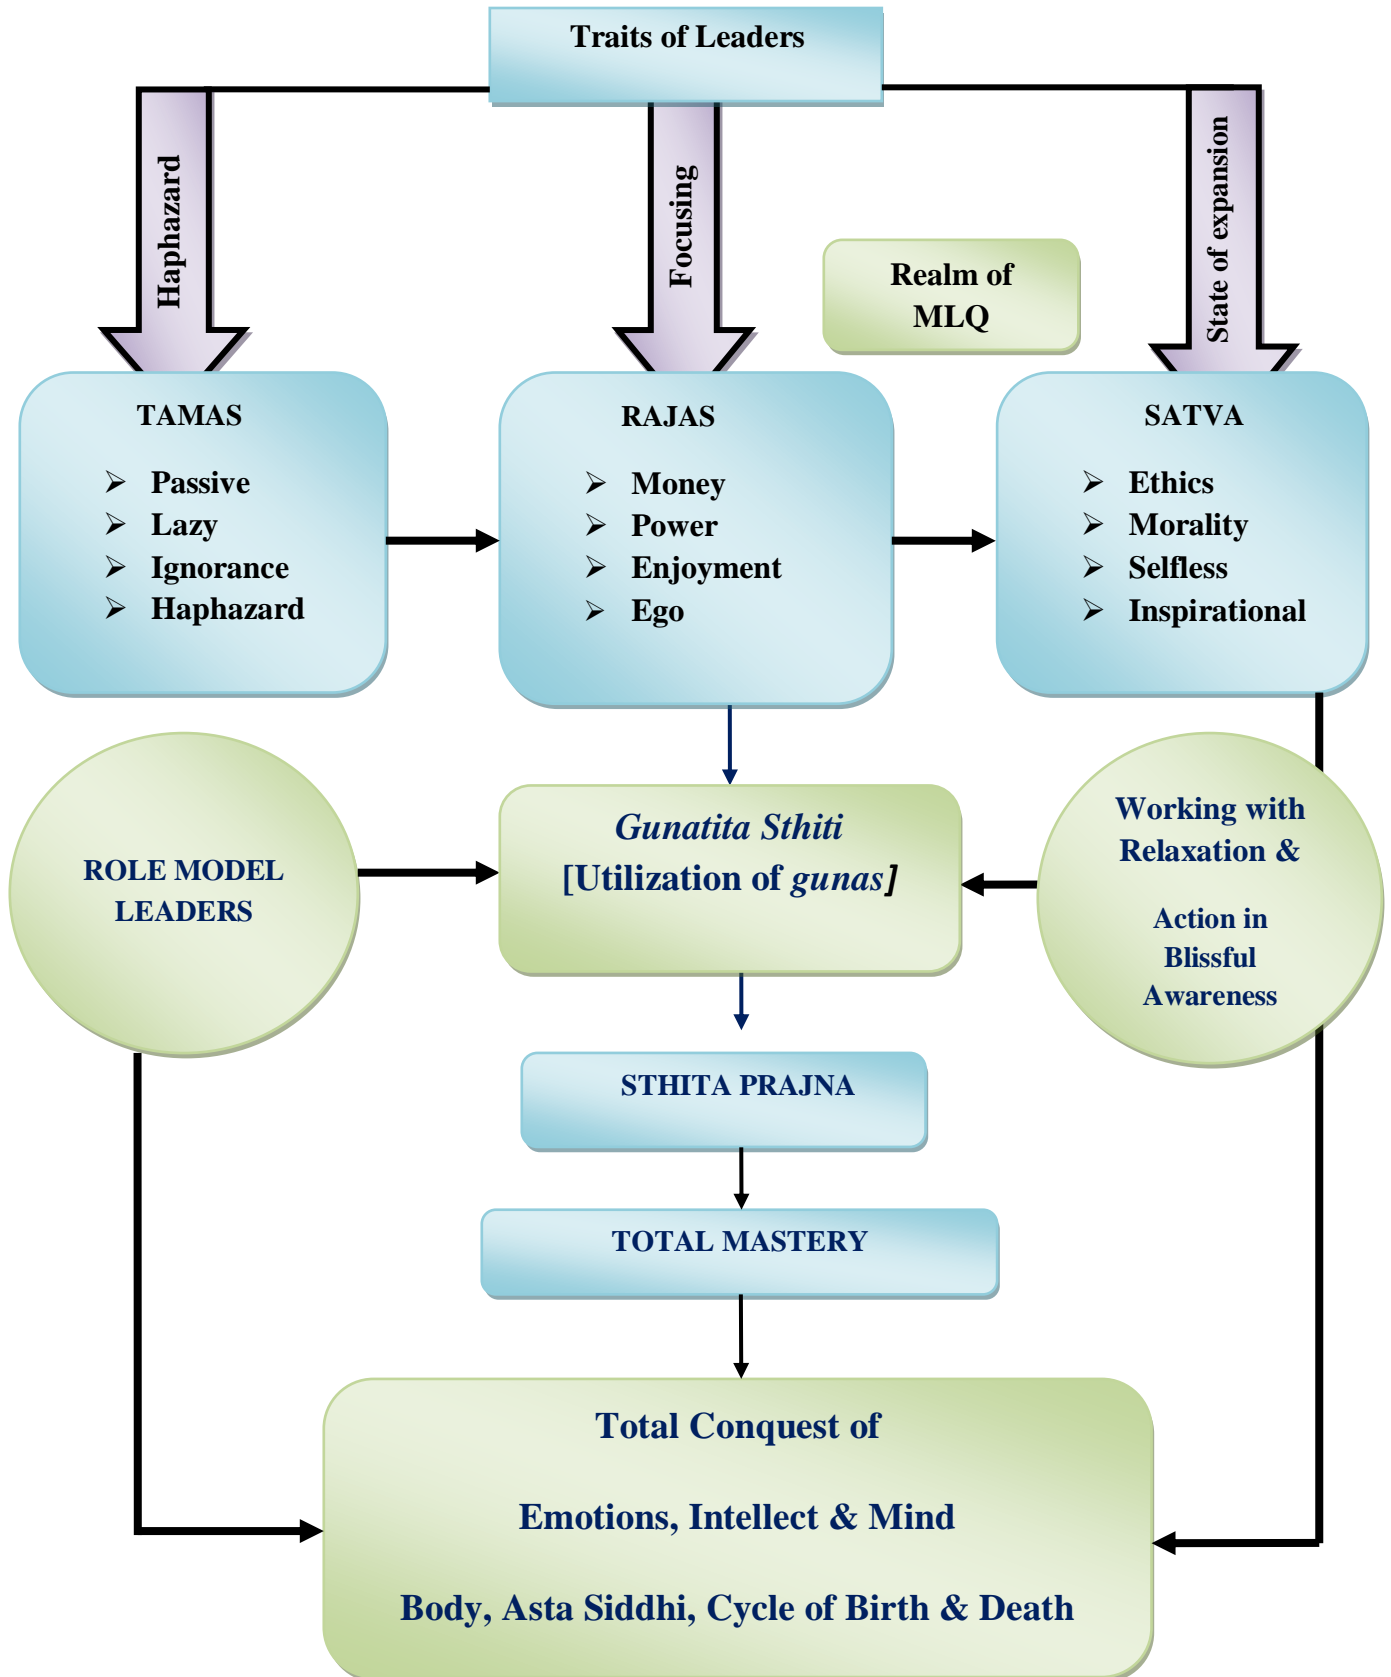 Traits of Leaders
Haphazard
Focusing
State of expansion
Realm of
MLQ
TAMAS
➢ Passive
➢ Lazy
➢ Ignorance
➢ Haphazard
RAJAS
➢ Money
➢ Power
➢ Enjoyment
➢ Ego
SATVA
➢ Ethics
➢ Morality
➢ Selfless
➢ Inspirational
ROLE MODEL
LEADERS
Gunatita Sthiti
[Utilization of gunas]
Working with
Relaxation &
Action in
Blissful
Awareness
STHITA PRAJNA
TOTAL MASTERY
Total Conquest of
Emotions, Intellect & Mind
Body, Asta Siddhi, Cycle of Birth & Death